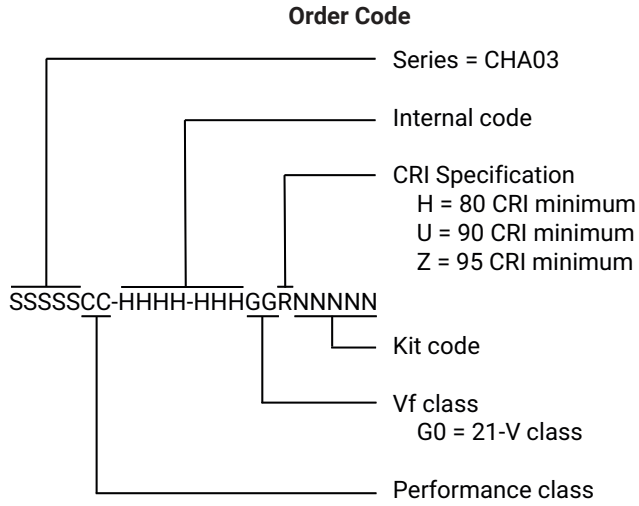 Order Code
Series = CHA03
Internal code
CRI Specification
H = 80 CRI minimum
U = 90 CRI minimum
Z = 95 CRI minimum
SSSSSCC-HHHH-HHHGGRNNNNN
Kit code
Vf class
G0 = 21-V class
Performance class